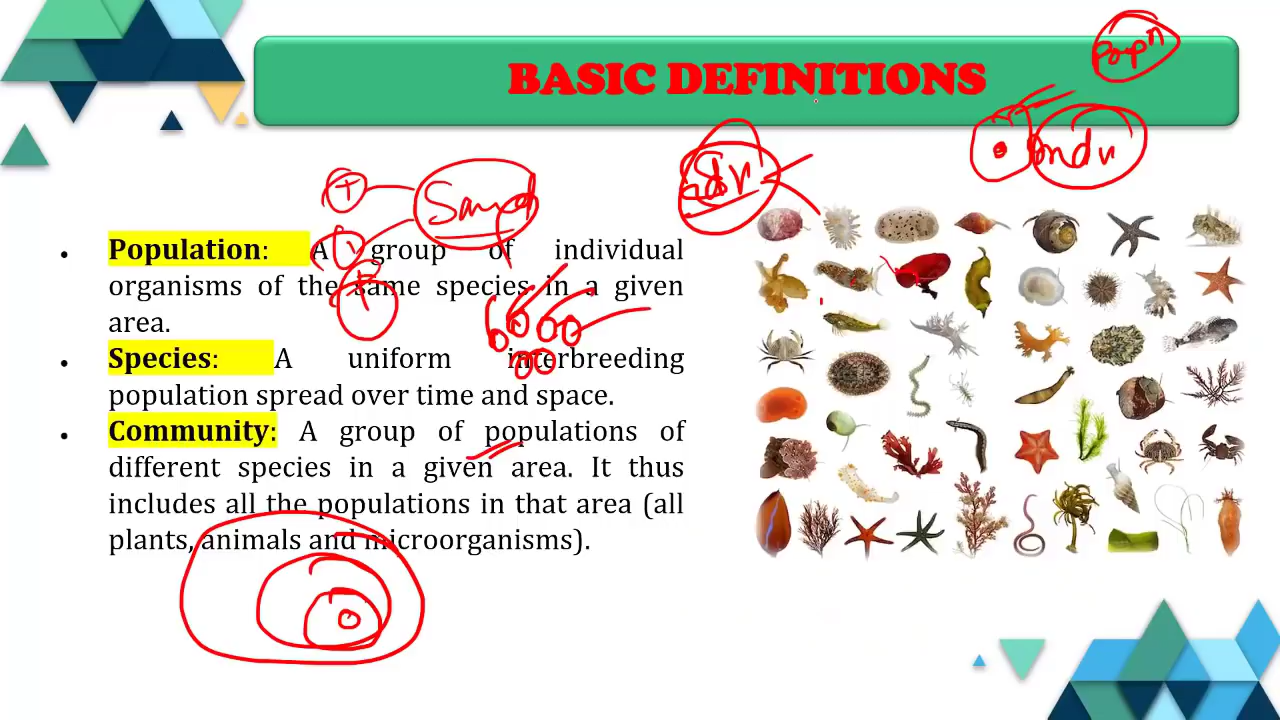 BASIC DEFINITIONS
Popn
Indv
Indv
Same
• Population: A group of individual
organisms of the same species in a given
area.
• Species: A uniform interbreeding
population spread over time and space.
• Community: A group of populations of
different species in a given area. It thus
includes all the populations in that area (all
plants, animals and microorganisms).